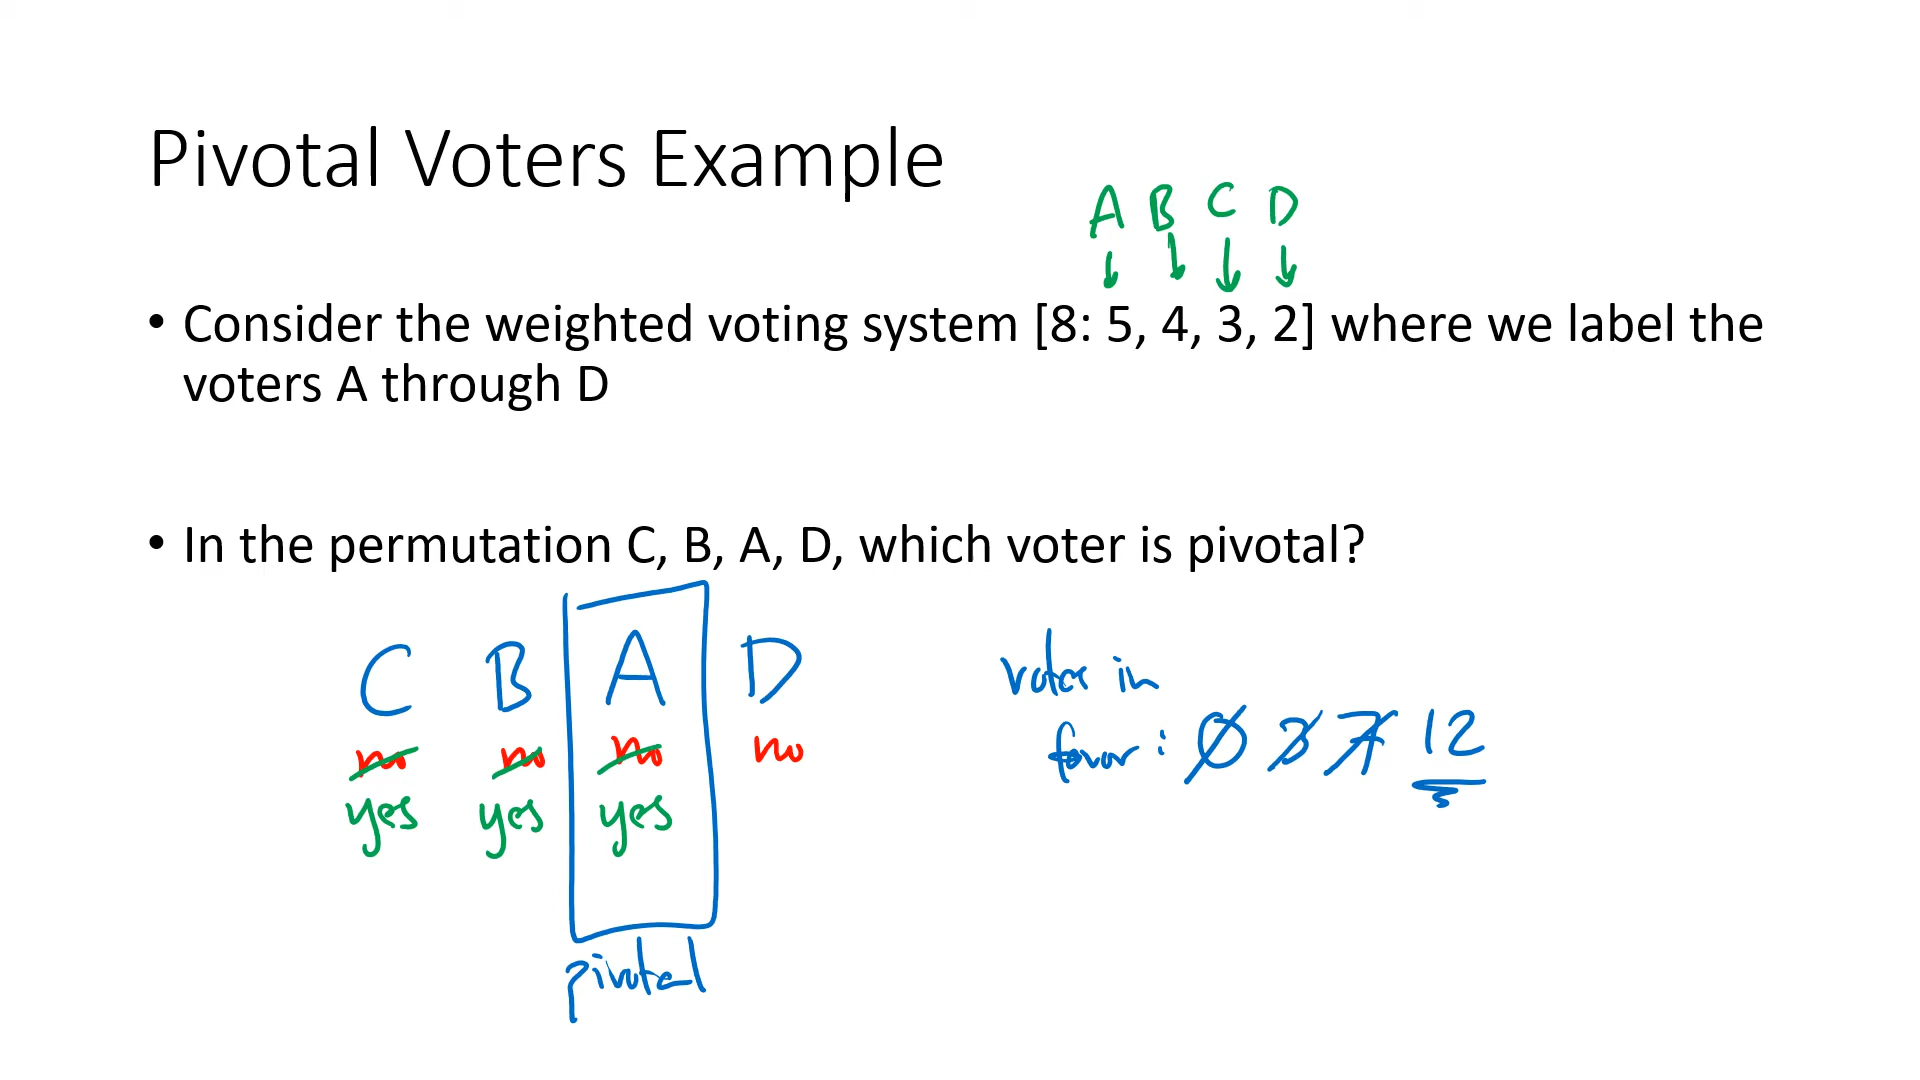 Pivotal Voters Example
A B C D
• Consider the weighted voting system [8: 5, 4, 3, 2] where we label the
voters A through D
• In the permutation C, B, A, D, which voter is pivotal?
C B A D
no no no no
yes yes yes
pivotal
votes in
favor: 0 3 7 12